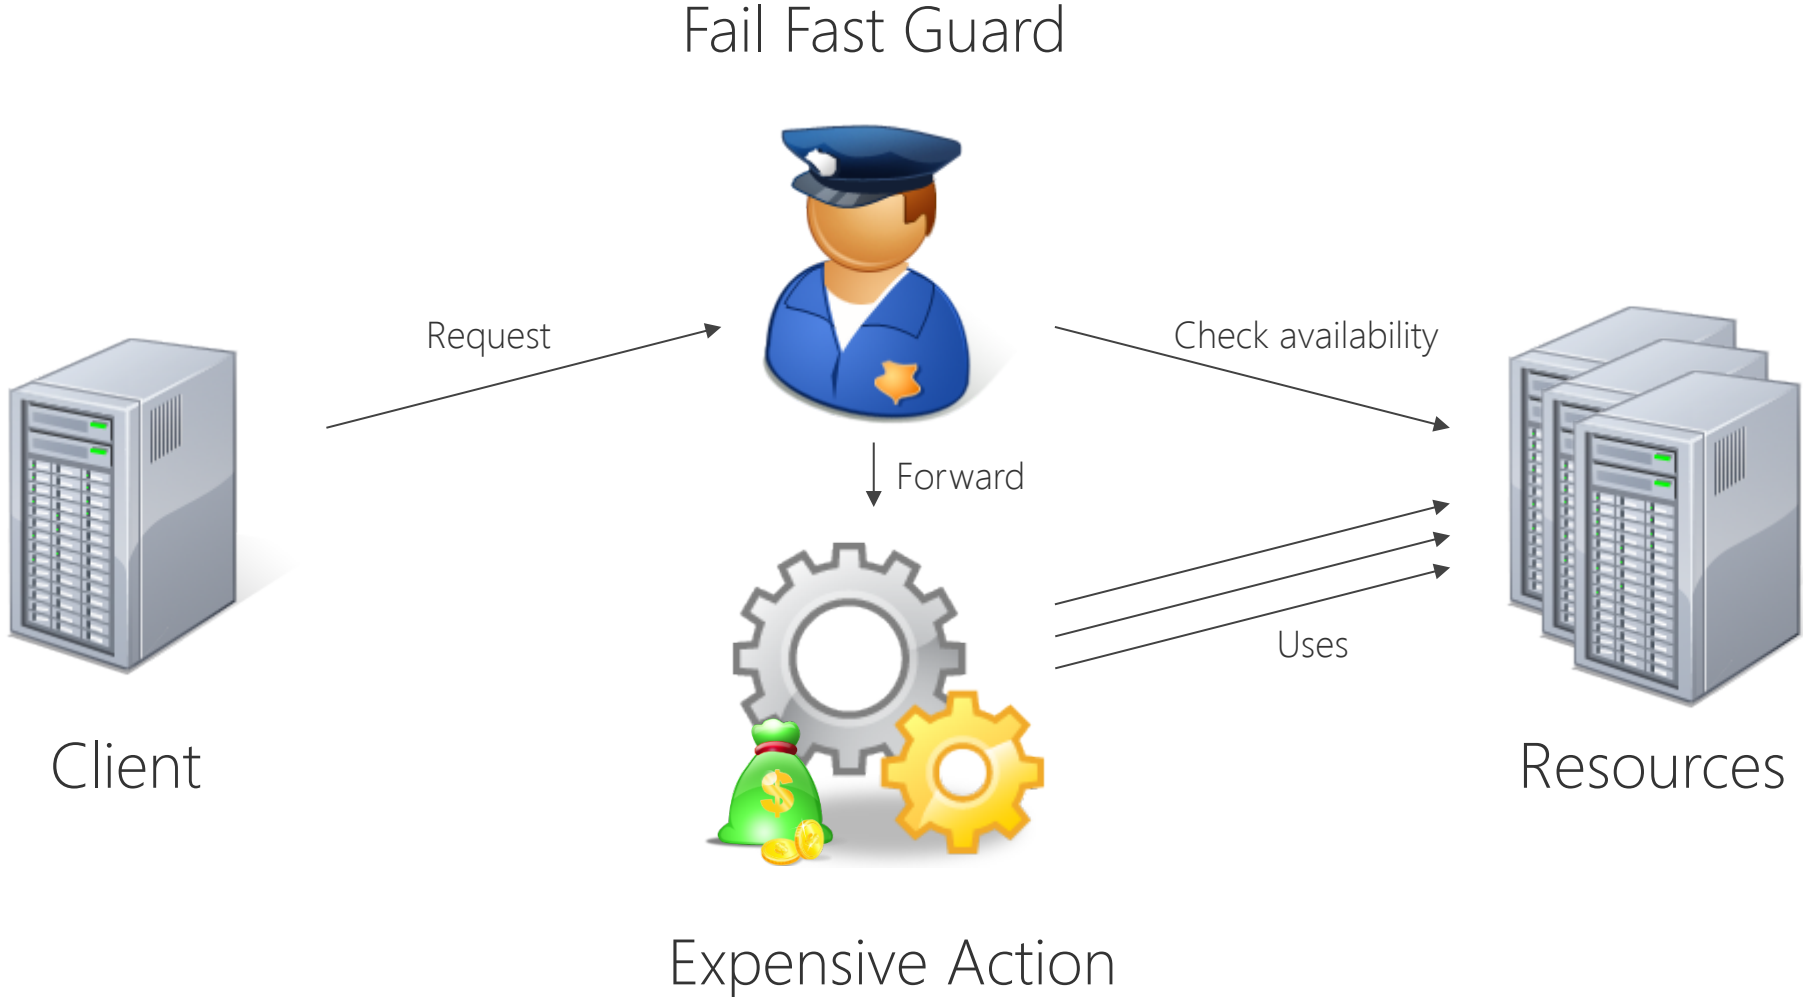 Fail Fast Guard
Request
Check availability
Forward
Uses
Client
Resources
Expensive Action